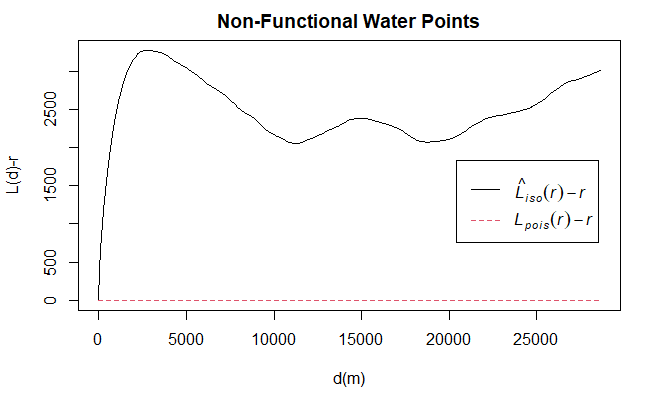 Non-Functional Water Points
L(d)-r
2500
1500
500
0
L̂iso(r) − r
Lpois(r) − r
0 5000 10000 15000 20000 25000
d(m)